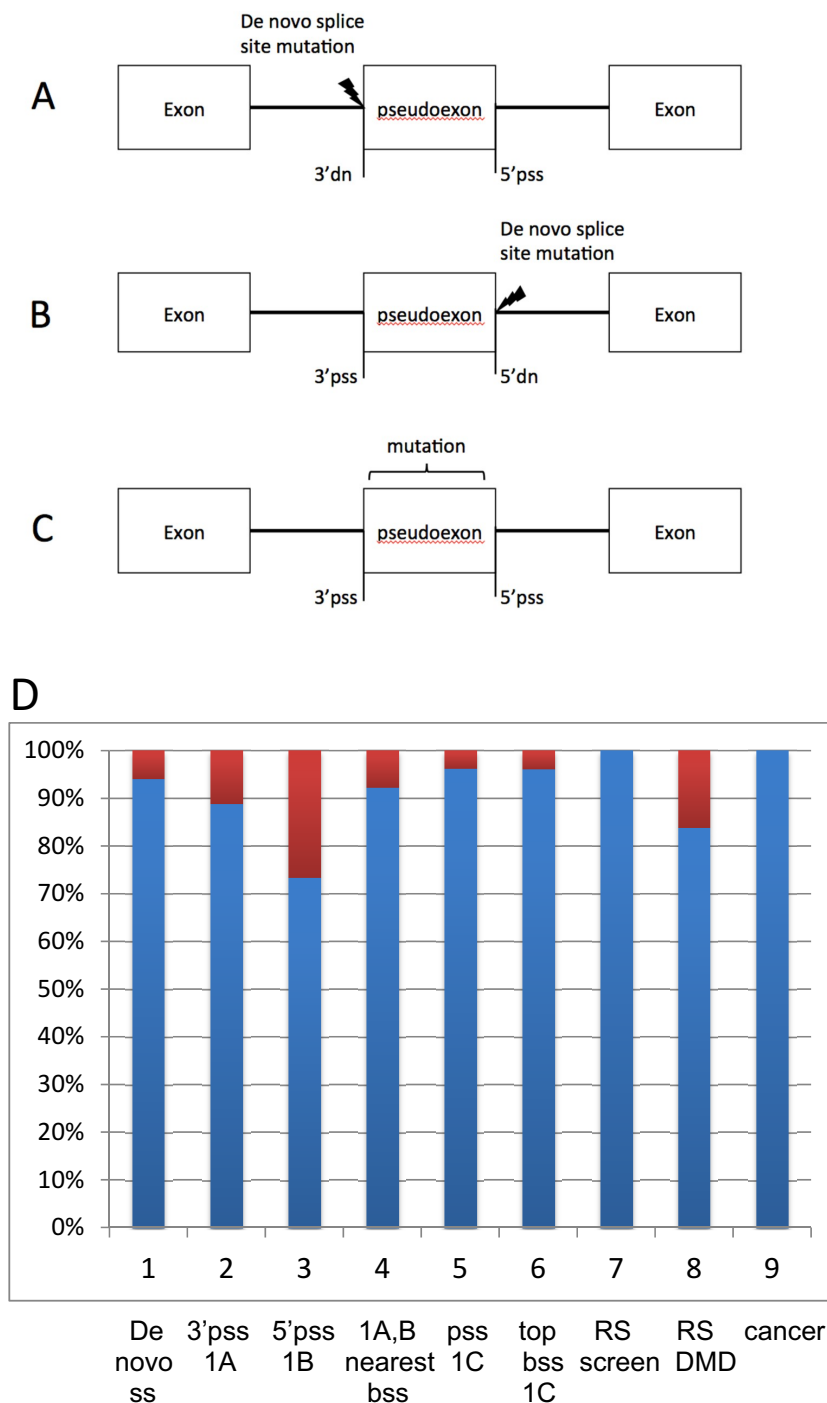 De novo splice
site mutation
A
Exon
pseudoexon
Exon
3'dn
5'pss
De novo splice
site mutation
B
Exon
pseudoexon
Exon
3'pss
5'dn
mutation
C
Exon
pseudoexon
Exon
3'pss
5'pss
D
100%
90%
80%
70%
60%
50%
40%
30%
20%
10%
0%
1 2 3 4 5 6 7 8 9
De novo ss
3'pss 1A
5'pss 1B
1A,B nearest bss
pss 1C
top bss 1C
RS screen
RS DMD
cancer